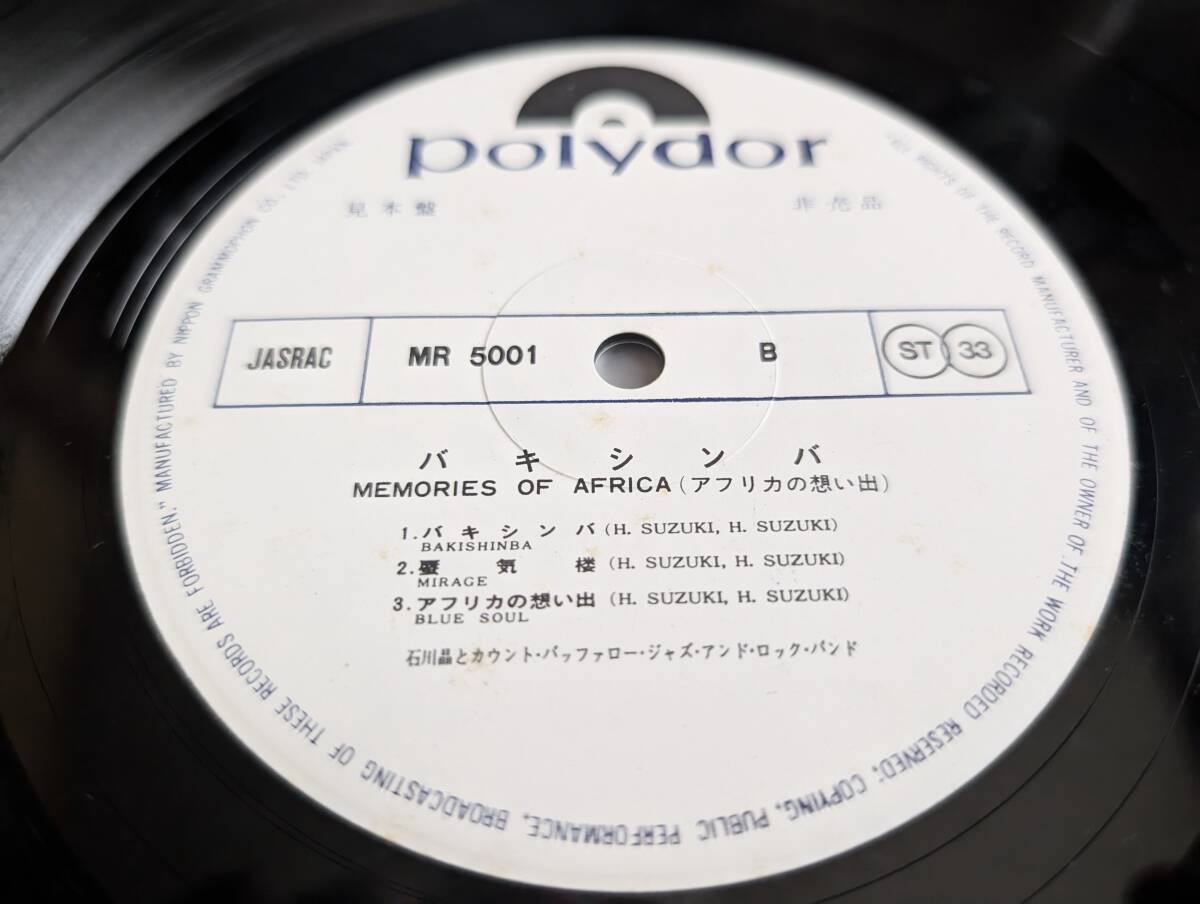 polydor
見本盤 非売品
JASRAC MR 5001 B ST 33
バキシンバ
MEMORIES OF AFRICA (アフリカの想い出)
1. バキシンバ (H. SUZUKI, H. SUZUKI)
BAKISHINBA
2. 蜃気楼 (H. SUZUKI, H. SUZUKI)
MIRAGE
3. アフリカの想い出 (H. SUZUKI, H. SUZUKI)
BLUE SOUL
石川晶とカウント・バッファロー・ジャズ・アンド・ロック・バンド
"ALL RIGHTS OF THE RECORD MANUFACTURER AND OF THE OWNER OF THE WORK RECORDED RESERVED; COPYING, PUBLIC PERFORMANCE, BROADCASTING OF THESE RECORDS ARE FORBIDDEN." MANUFACTURED BY NIPPON GRAMMOPHON CO., LTD. JAPAN